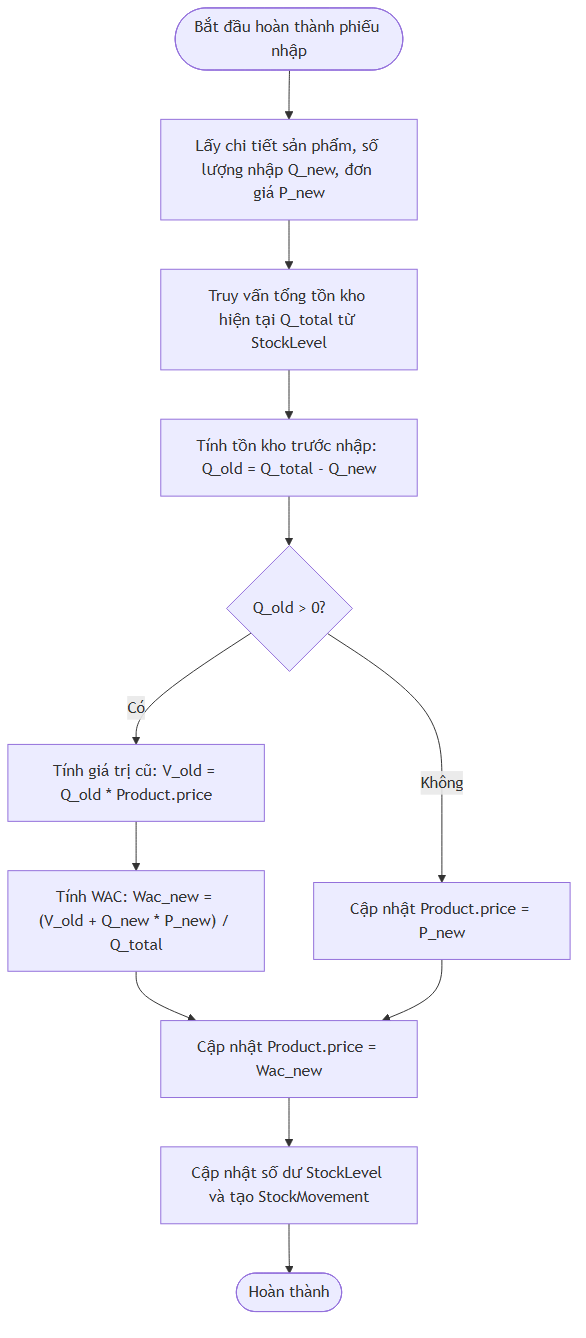 Bắt đầu hoàn thành phiếu
nhập
Lấy chi tiết sản phẩm, số
lượng nhập Q_new, đơn
giá P_new
Truy vấn tổng tồn kho
hiện tại Q_total từ
StockLevel
Tính tồn kho trước nhập:
Q_old = Q_total - Q_new
Q_old > 0?
Có
Không
Tính giá trị cũ: V_old =
Q_old * Product.price
Tính WAC: Wac_new =
(V_old + Q_new * P_new) /
Q_total
Cập nhật Product.price =
P_new
Cập nhật Product.price =
Wac_new
Cập nhật số dư StockLevel
và tạo StockMovement
Hoàn thành